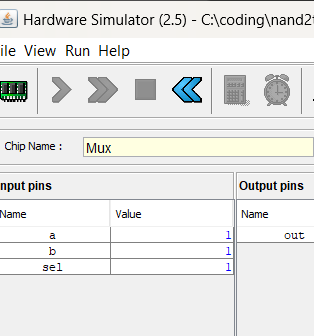 Hardware Simulator (2.5) - C:\coding\nand2t
ile View Run Help
Chip Name :
Mux
nput pins
Output pins
Name Value Name
a 1 out
b 1
sel 1